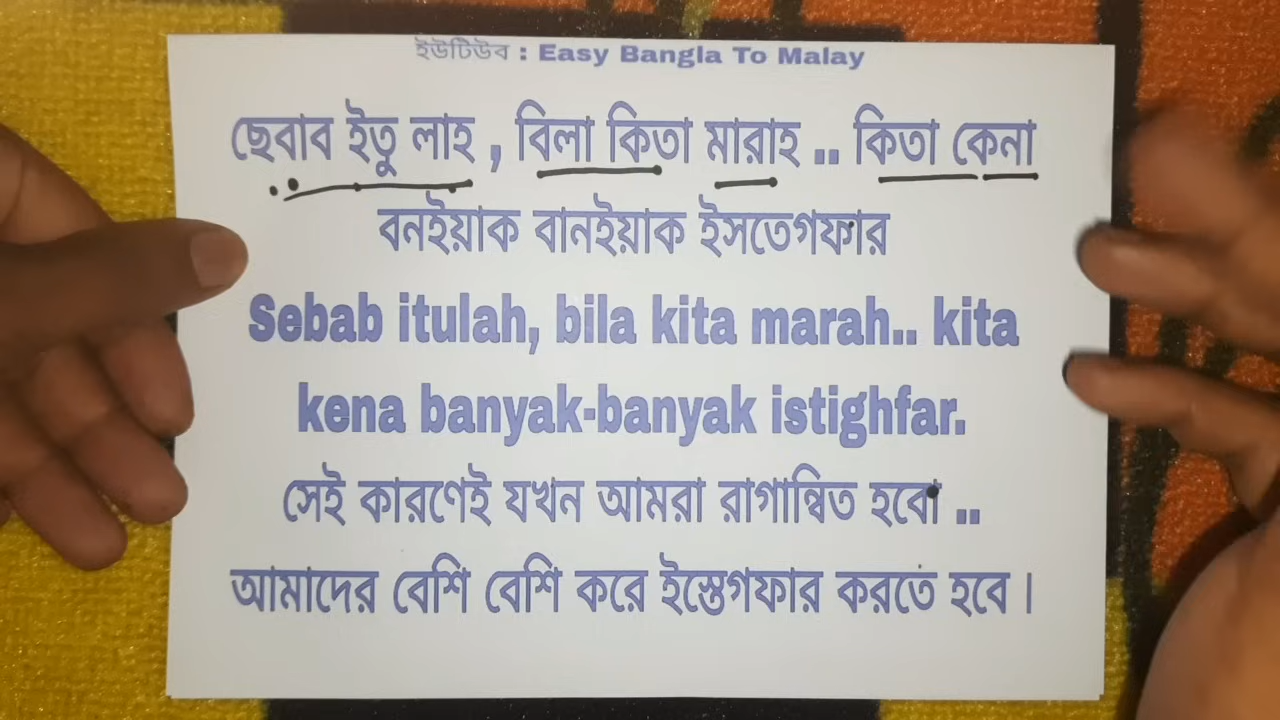 ইউটিউব : Easy Bangla To Malay
ছেবাব ইতু লাহ , বিলা কিতা মারাহ .. কিতা কেনা
বনইয়াক বানইয়াক ইসতেগফার
Sebab itulah, bila kita marah.. kita
kena banyak-banyak istighfar.
সেই কারণেই যখন আমরা রাগান্বিত হবো ..
আমাদের বেশি বেশি করে ইস্তেগফার করতে হবে ।